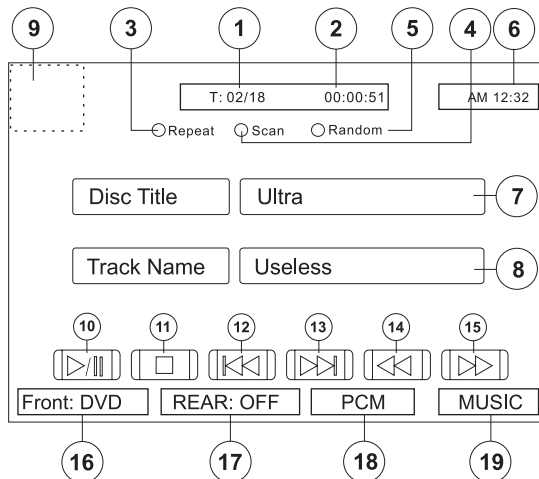 9 3 1 2 5 4 6
T: 02/18 00:00:51 AM 12:32
Repeat Scan Random
Disc Title Ultra 7
Track Name Useless 8
10 11 12 13 14 15
Front: DVD REAR: OFF PCM MUSIC
16 17 18 19